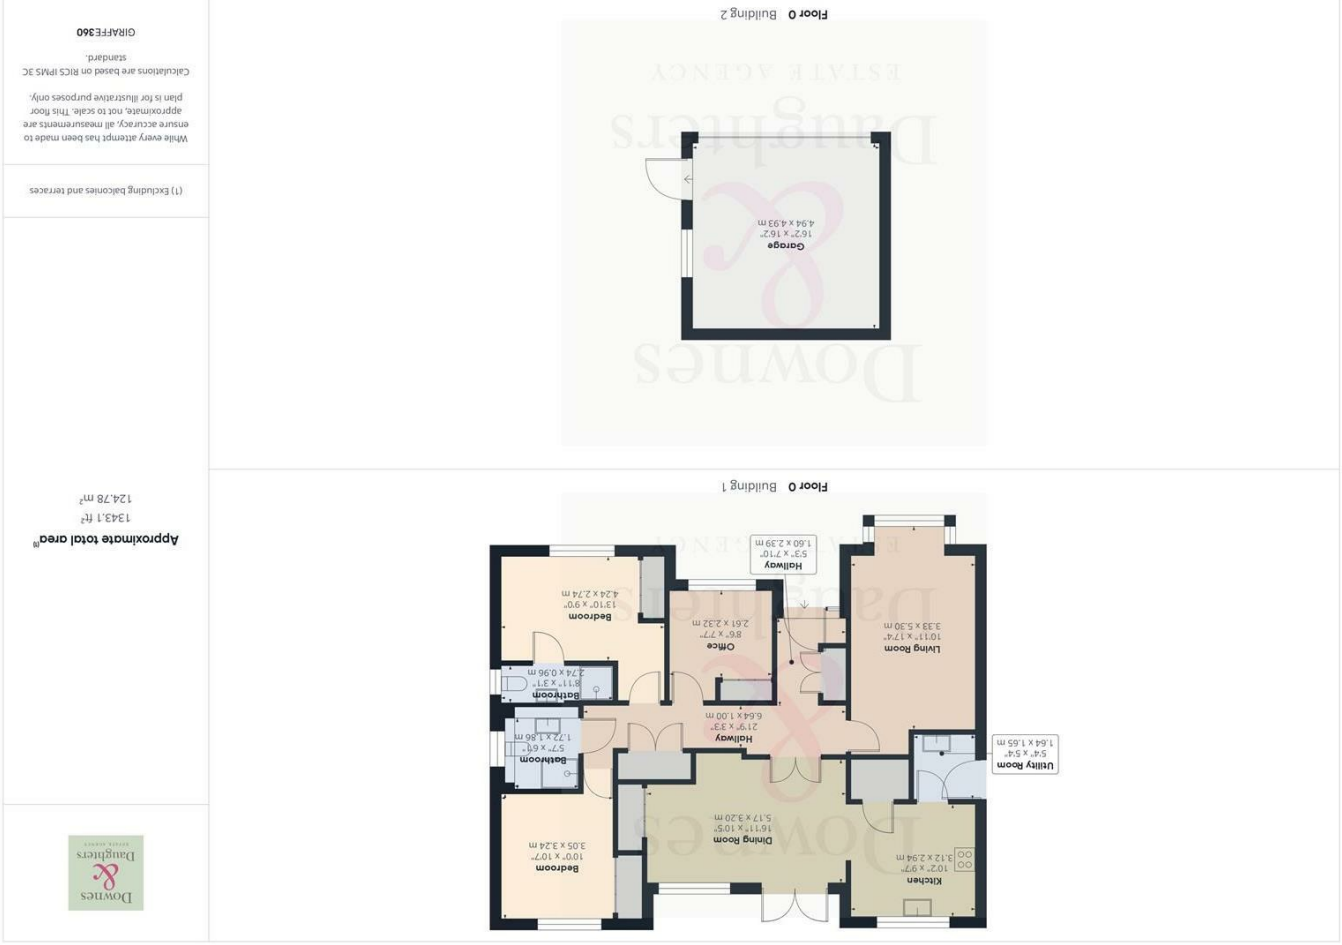 Kitchen
10'2" x 9'7"
3.12 x 2.94 m
Dining Room
16'11" x 10'5"
5.17 x 3.20 m
Bedroom
10'0" x 10'7"
3.05 x 3.24 m
Utility Room
5'4" x 5'4"
1.64 x 1.65 m
Bathroom
5'7" x 6'1"
1.72 x 1.86 m
Hallway
21'9" x 3'3"
6.64 x 1.00 m
Bathroom
8'11" x 3'1"
2.74 x 0.96 m
Living Room
10'11" x 17'4"
3.33 x 5.30 m
Office
8'6" x 7'7"
2.61 x 2.32 m
Bedroom
13'10" x 9'0"
4.24 x 2.74 m
Hallway
5'3" x 7'10"
1.60 x 2.39 m
Downes
&
Daughters
ESTATE AGENCY
Floor 0 Building 1
Downes
&
Daughters
ESTATE AGENCY
Garage
16'2" x 16'2"
4.94 x 4.93 m
Floor 0 Building 2
Downes
&
Daughters
ESTATE AGENCY
Approximate total area(1)
1343.1 ft²
124.78 m²
(1) Excluding balconies and terraces
While every attempt has been made to
ensure accuracy, all measurements are
approximate, not to scale. This floor
plan is for illustrative purposes only.
Calculations are based on RICS IPMS 3C
standard.
GIRAFFE360